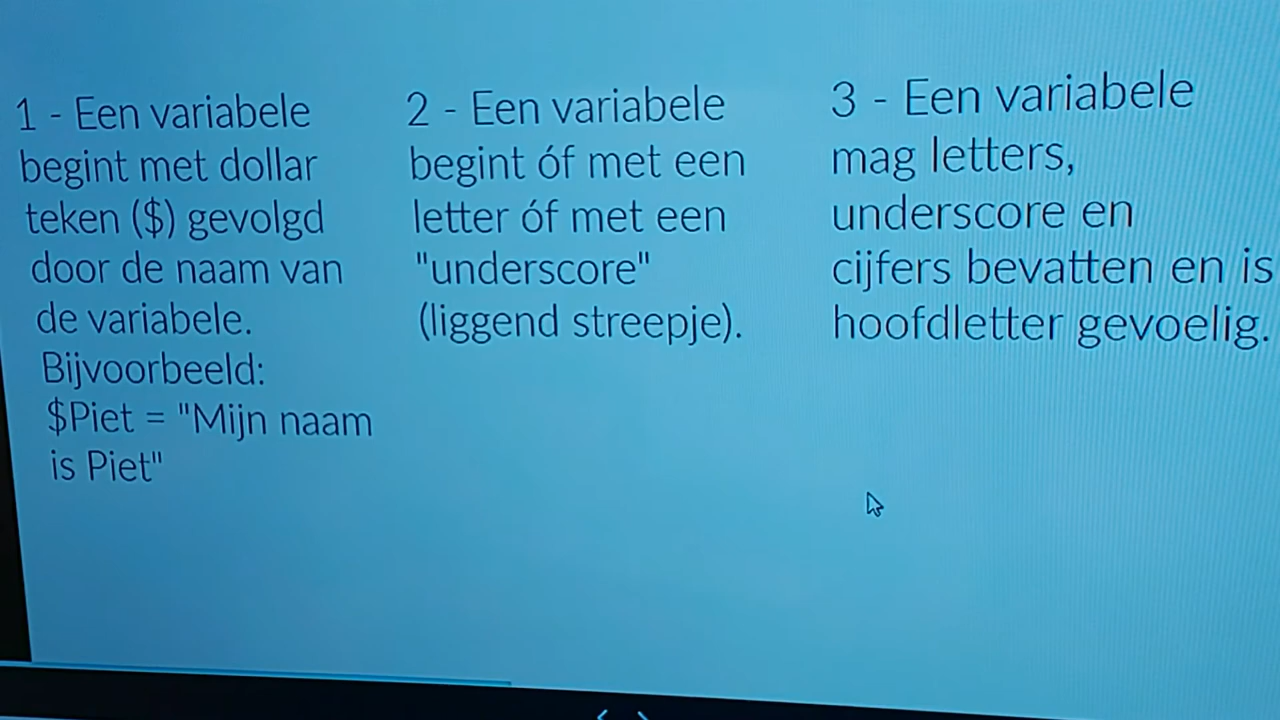 1 - Een variabele
begint met dollar
teken ($) gevolgd
door de naam van
de variabele.
Bijvoorbeeld:
$Piet = "Mijn naam
is Piet"
2 - Een variabele
begint óf met een
letter óf met een
"underscore"
(liggend streepje).
3 - Een variabele
mag letters,
underscore en
cijfers bevatten en is
hoofdletter gevoelig.